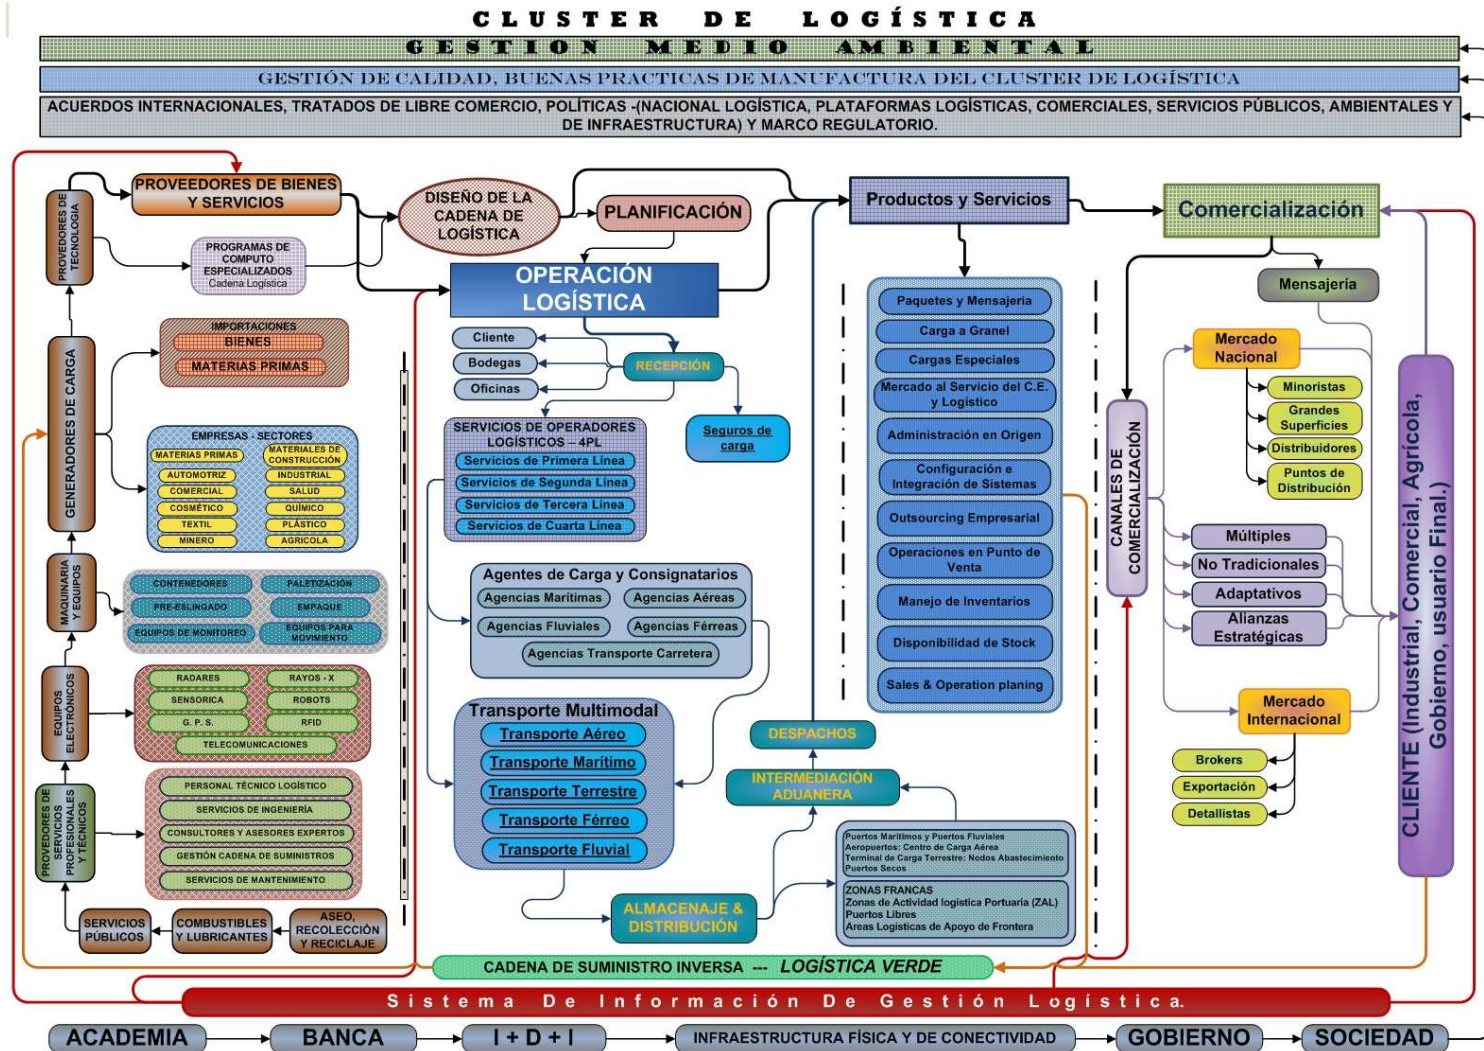 CLUSTER DE LOGÍSTICA
GESTIÓN MEDIO AMBIENTAL
GESTIÓN DE CALIDAD, BUENAS PRACTICAS DE MANUFACTURA DEL CLUSTER DE LOGÍSTICA
ACUERDOS INTERNACIONALES, TRATADOS DE LIBRE COMERCIO, POLÍTICAS -(NACIONAL LOGÍSTICA, PLATAFORMAS LOGÍSTICAS, COMERCIALES, SERVICIOS PÚBLICOS, AMBIENTALES Y
DE INFRAESTRUCTURA) Y MARCO REGULATORIO.
PROVEDORES DE
TECNOLOGIA
PROVEEDORES DE BIENES
Y SERVICIOS
PROGRAMAS DE
COMPUTO
ESPECIALIZADOS
Cadena Logística
GENERADORES DE CARGA
IMPORTACIONES
BIENES
MATERIAS PRIMAS
EMPRESAS - SECTORES
MATERIAS PRIMAS
MATERIALES DE
CONSTRUCCIÓN
AUTOMOTRIZ
INDUSTRIAL
COMERCIAL
SALUD
COSMÉTICO
QUÍMICO
TEXTIL
PLÁSTICO
MINERO
AGRICOLA
MAQUINARIA
Y EQUIPOS
CONTENEDORES
PALETIZACIÓN
PRE-ESLINGADO
EMPAQUE
EQUIPOS DE MONITOREO
EQUIPOS PARA
MOVIMIENTO
EQUIPOS
ELECTRÓNICOS
RADARES
RAYOS - X
SENSORICA
ROBOTS
G. P. S.
RFID
TELECOMUNICACIONES
PROVEDORES DE
SERVICIOS
PROFESIONALES
Y TÉCNICOS
PERSONAL TÉCNICO LOGÍSTICO
SERVICIOS DE INGENIERÍA
CONSULTORES Y ASESORES EXPERTOS
GESTIÓN CADENA DE SUMINISTROS
SERVICIOS DE MANTENIMIENTO
SERVICIOS
PÚBLICOS
COMBUSTIBLES
Y LUBRICANTES
ASEO,
RECOLECCIÓN
Y RECICLAJE
DISEÑO DE LA
CADENA DE
LOGÍSTICA
PLANIFICACIÓN
OPERACIÓN
LOGÍSTICA
Cliente
Bodegas
Oficinas
RECEPCIÓN
Seguros de
carga
SERVICIOS DE OPERADORES
LOGÍSTICOS – 4PL
Servicios de Primera Línea
Servicios de Segunda Línea
Servicios de Tercera Línea
Servicios de Cuarta Línea
Agentes de Carga y Consignatarios
Agencias Marítimas
Agencias Aéreas
Agencias Fluviales
Agencias Férreas
Agencias Transporte Carretera
Transporte Multimodal
Transporte Aéreo
Transporte Marítimo
Transporte Terrestre
Transporte Férreo
Transporte Fluvial
ALMACENAJE &
DISTRIBUCIÓN
DESPACHOS
INTERMEDIACIÓN
ADUANERA
Puertos Marítimos y Puertos Fluviales
Aeropuertos: Centro de Carga Aérea
Terminal de Carga Terrestre: Nodos Abastecimiento
Puertos Secos
ZONAS FRANCAS
Zonas de Actividad logística Portuaria (ZAL)
Puertos Libres
Areas Logísticas de Apoyo de Frontera
Productos y Servicios
Paquetes y Mensajeria
Carga a Granel
Cargas Especiales
Mercado al Servicio del C.E.
y Logístico
Administración en Origen
Configuración e
Integración de Sistemas
Outsourcing Empresarial
Operaciones en Punto de
Venta
Manejo de Inventarios
Disponibilidad de Stock
Sales & Operation planing
Comercialización
Mensajería
CANALES DE
COMERCIALIZACIÓN
Mercado
Nacional
Minoristas
Grandes
Superficies
Distribuidores
Puntos de
Distribución
Múltiples
No Tradicionales
Adaptativos
Alianzas
Estratégicas
Mercado
Internacional
Brokers
Exportación
Detallistas
CLIENTE (Industrial, Comercial, Agrícola,
Gobierno, usuario Final.)
CADENA DE SUMINISTRO INVERSA --- LOGÍSTICA VERDE
Sistema De Información De Gestión Logística.
ACADEMIA
BANCA
I + D + I
INFRAESTRUCTURA FÍSICA Y DE CONECTIVIDAD
GOBIERNO
SOCIEDAD